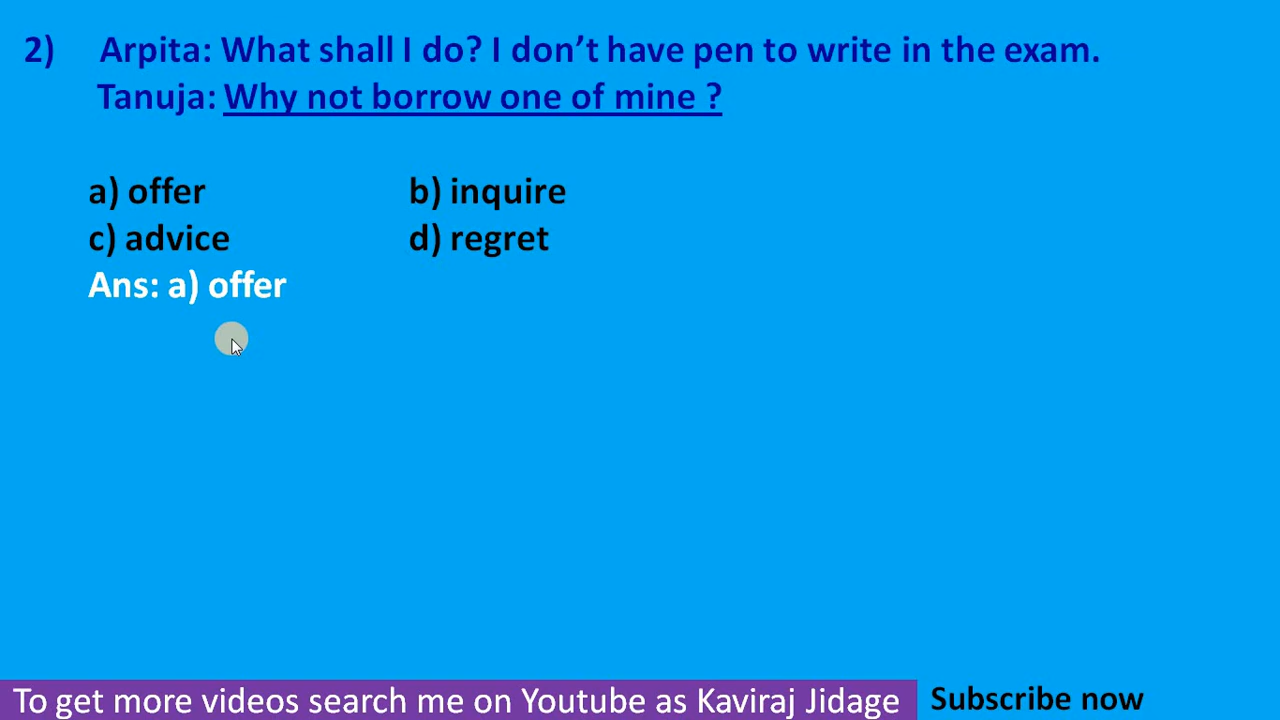 2) Arpita: What shall I do? I don’t have pen to write in the exam.
Tanuja: Why not borrow one of mine ?
a) offer b) inquire
c) advice d) regret
Ans: a) offer
To get more videos search me on Youtube as Kaviraj Jidage Subscribe now